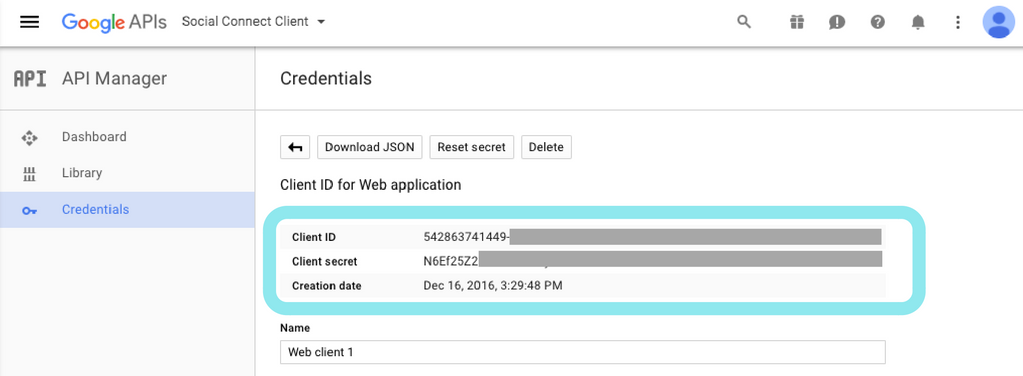 Google APIs Social Connect Client
API API Manager
Credentials
Dashboard
Library
Credentials
Download JSON Reset secret Delete
Client ID for Web application
Client ID 542863741449-
Client secret N6Ef25Z2
Creation date Dec 16, 2016, 3:29:48 PM
Name
Web client 1